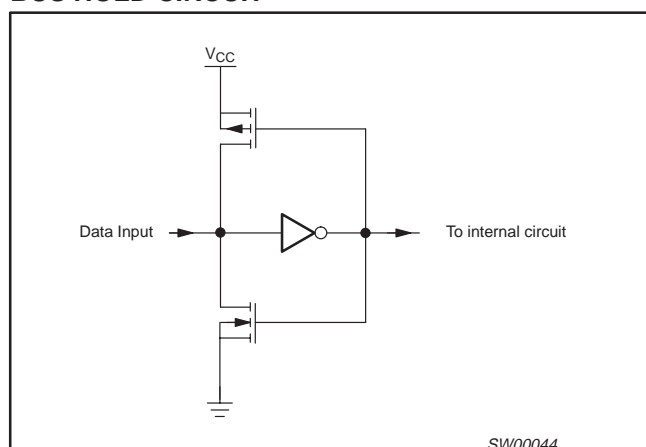 BUS HOLD CIRCUIT
VCC
Data Input
To internal circuit
SW00044